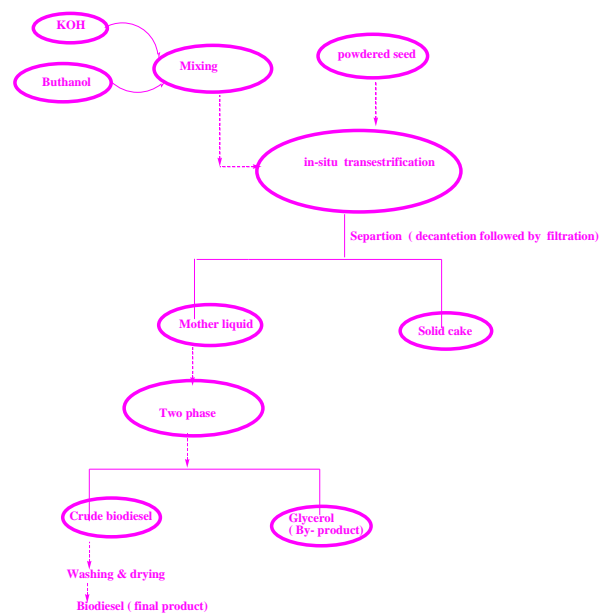 KOH
Buthanol
Mixing
powdered seed
in-situ transestrification
Separtion ( decantetion followed by filtration)
Mother liquid
Solid cake
Two phase
Crude biodiesel
Glycerol
( By- product)
Washing & drying
Biodiesel ( final product)